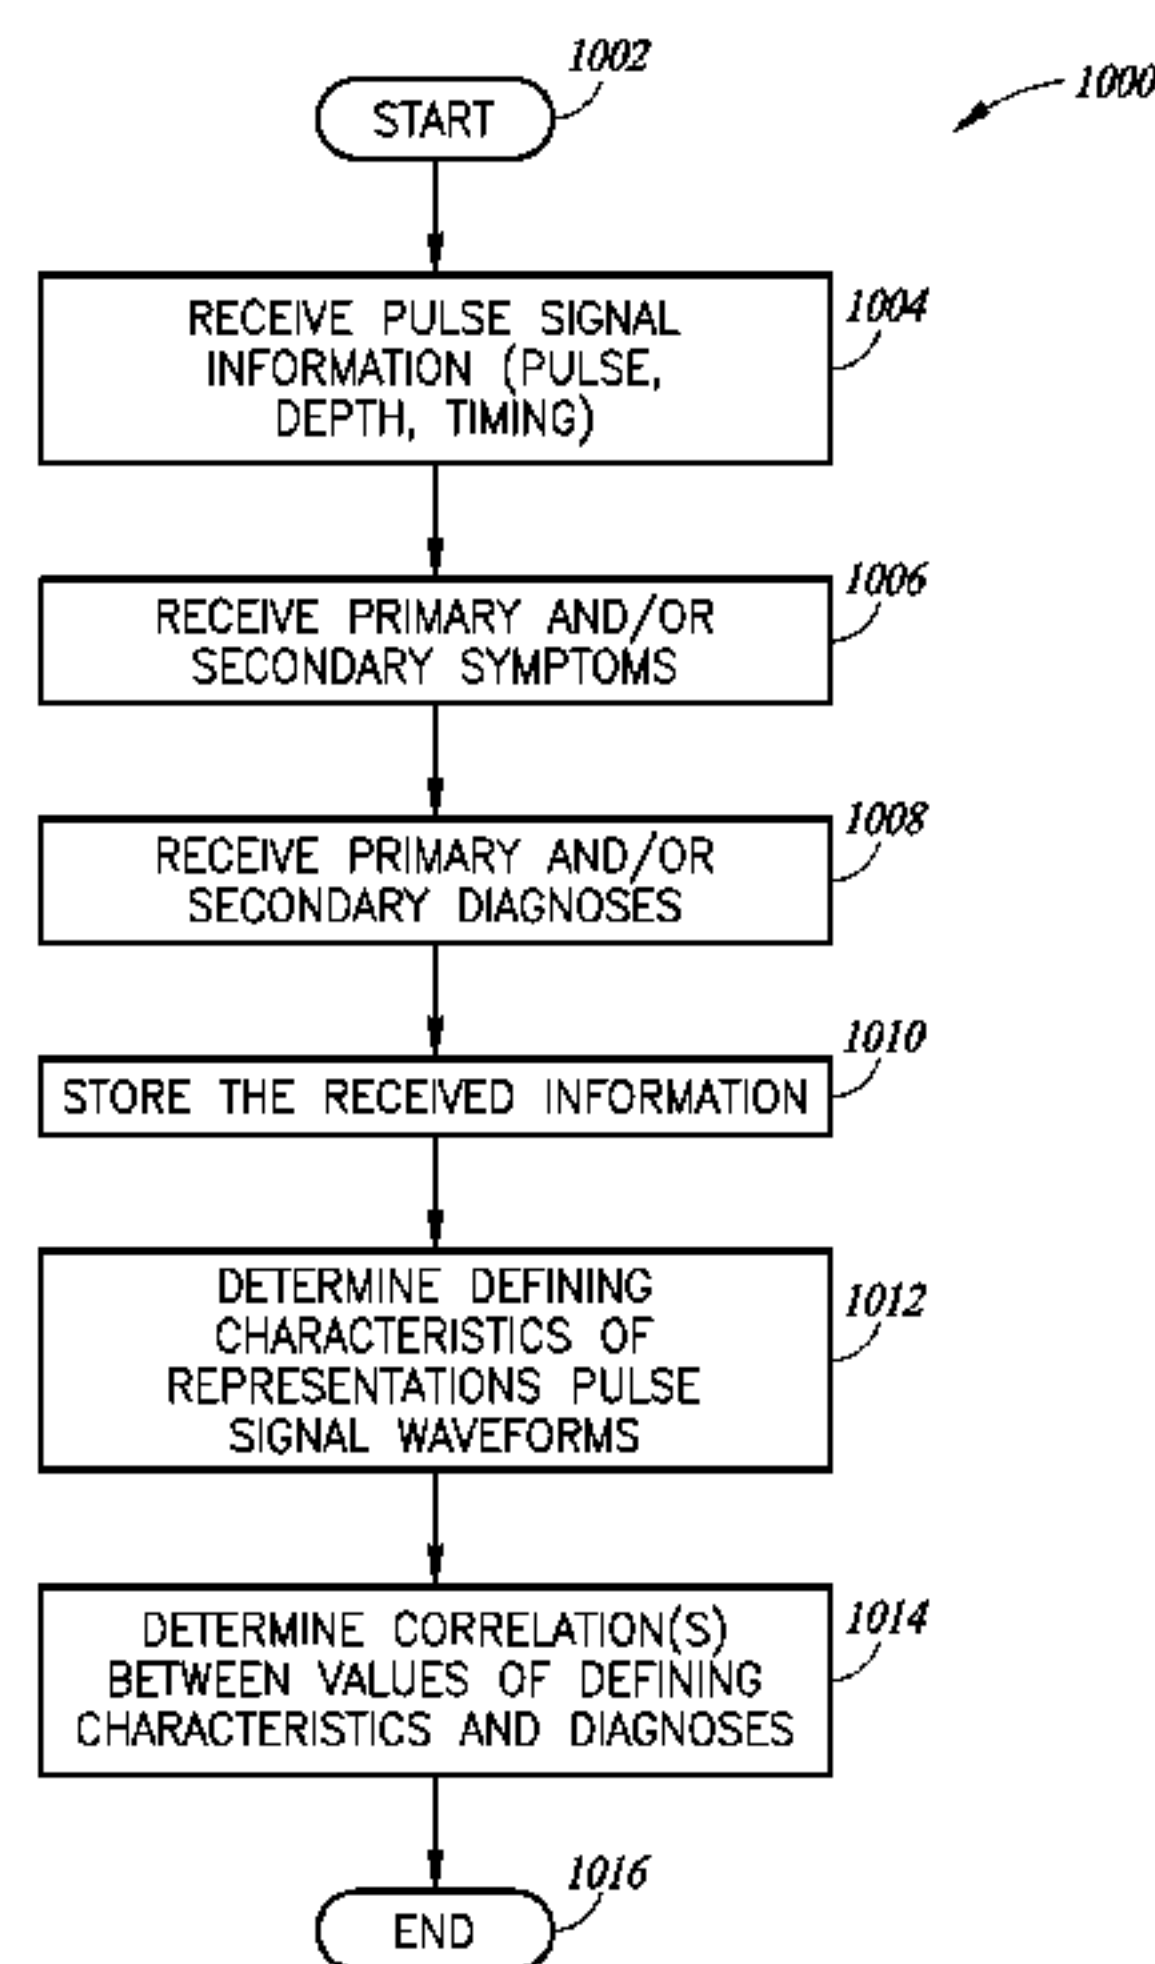 1002
1000
START
1004
RECEIVE PULSE SIGNAL
INFORMATION (PULSE,
DEPTH, TIMING)
1006
RECEIVE PRIMARY AND/OR
SECONDARY SYMPTOMS
1008
RECEIVE PRIMARY AND/OR
SECONDARY DIAGNOSES
1010
STORE THE RECEIVED INFORMATION
1012
DETERMINE DEFINING
CHARACTERISTICS OF
REPRESENTATIONS PULSE
SIGNAL WAVEFORMS
1014
DETERMINE CORRELATION(S)
BETWEEN VALUES OF DEFINING
CHARACTERISTICS AND DIAGNOSES
1016
END